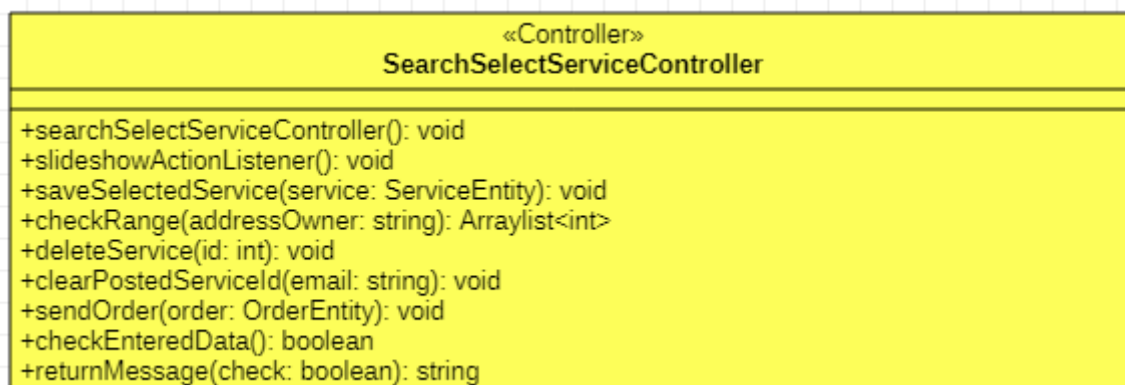 «Controller»
SearchSelectServiceController
+searchSelectServiceController(): void
+slideshowActionListener(): void
+saveSelectedService(service: ServiceEntity): void
+checkRange(addressOwner: string): Arraylist<int>
+deleteService(id: int): void
+clearPostedServiceId(email: string): void
+sendOrder(order: OrderEntity): void
+checkEnteredData(): boolean
+returnMessage(check: boolean): string